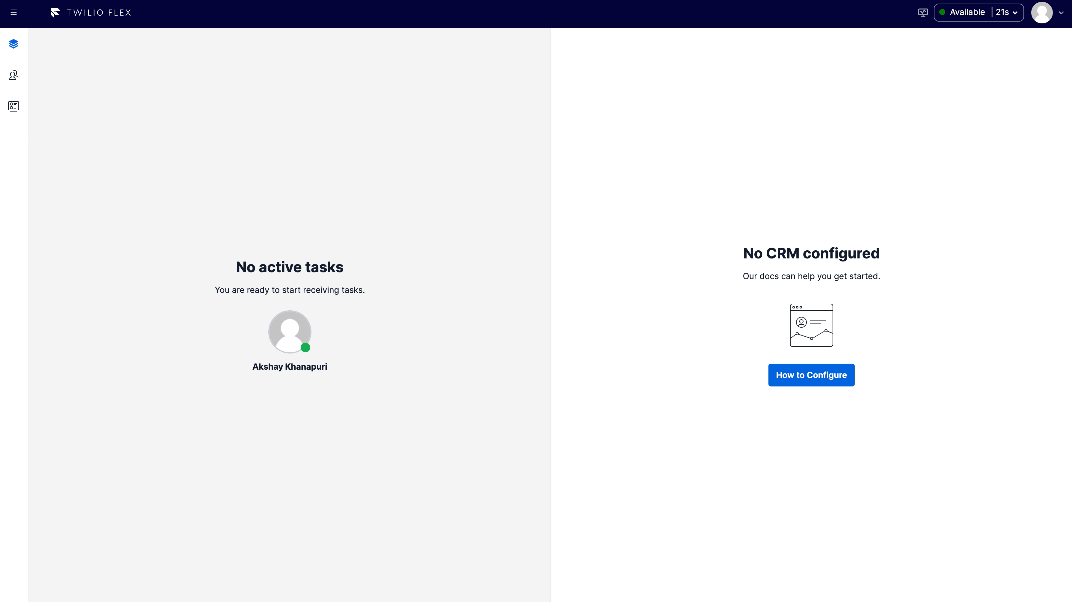 TWILIO FLEX
Available | 21s
No active tasks
You are ready to start receiving tasks.
Akshay Khanapuri
No CRM configured
Our docs can help you get started.
How to Configure